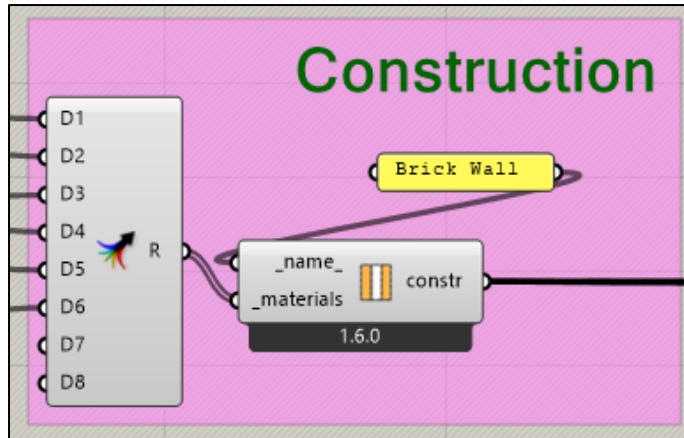 Construction
D1
D2
D3
D4
D5
D6
D7
D8
R
Brick Wall
_name_
_materials
constr
1.6.0